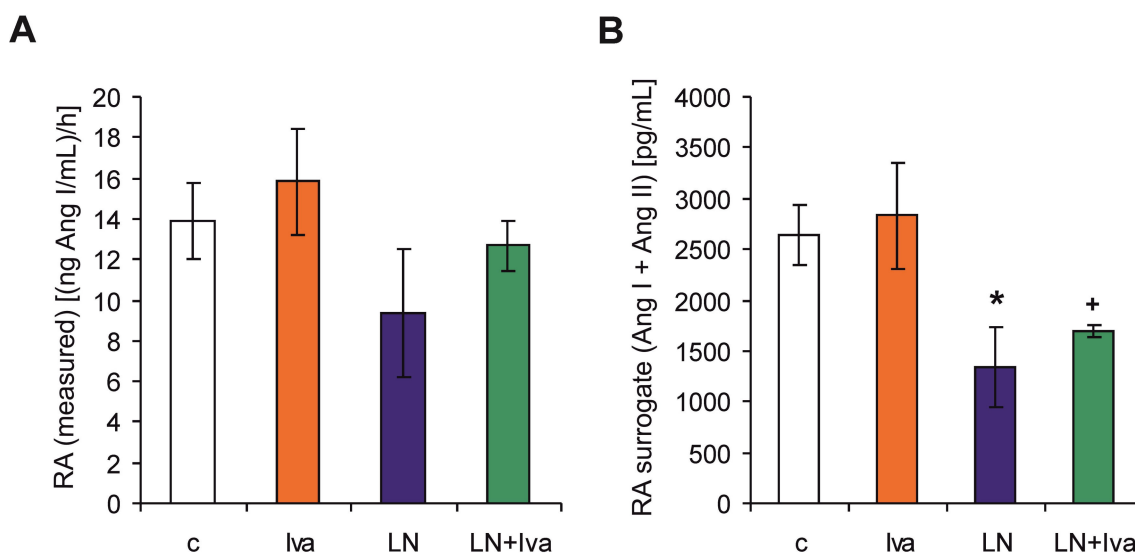 A
RA (measured) [(ng Ang I/mL)/h]
20
18
16
14
12
10
8
6
4
2
0
c
Iva
LN
LN+Iva
B
RA surrogate (Ang I + Ang II) [pg/mL]
4000
3500
3000
2500
2000
1500
1000
500
0
*
+
c
Iva
LN
LN+Iva